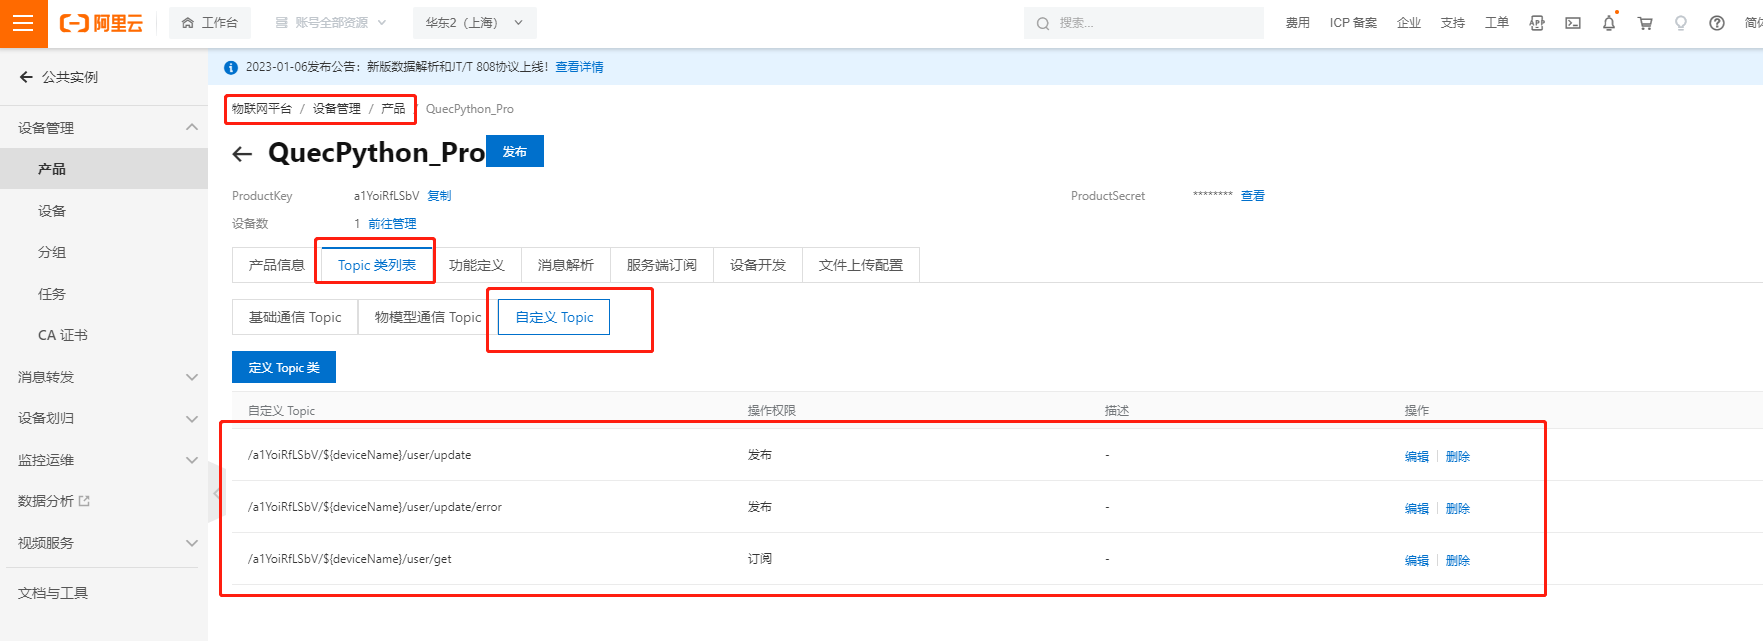 阿里云
工作台
账号全部资源
华东2（上海）
搜索...
费用
ICP 备案
企业
支持
工单
公共实例
设备管理
产品
设备
分组
任务
CA 证书
消息转发
设备划归
监控运维
数据分析
视频服务
文档与工具
2023-01-06发布公告：新版数据解析和JT/T 808协议上线！ 查看详情
物联网平台 / 设备管理 / 产品 / QuecPython_Pro
QuecPython_Pro 发布
ProductKey a1YoiRfLSbV 复制 ProductSecret ******** 查看
设备数 1 前往管理
产品信息 Topic 类列表 功能定义 消息解析 服务端订阅 设备开发 文件上传配置
基础通信 Topic 物模型通信 Topic 自定义 Topic
定义 Topic 类
自定义 Topic 操作权限 描述 操作
/a1YoiRfLSbV/${deviceName}/user/update 发布 - 编辑 删除
/a1YoiRfLSbV/${deviceName}/user/update/error 发布 - 编辑 删除
/a1YoiRfLSbV/${deviceName}/user/get 订阅 - 编辑 删除